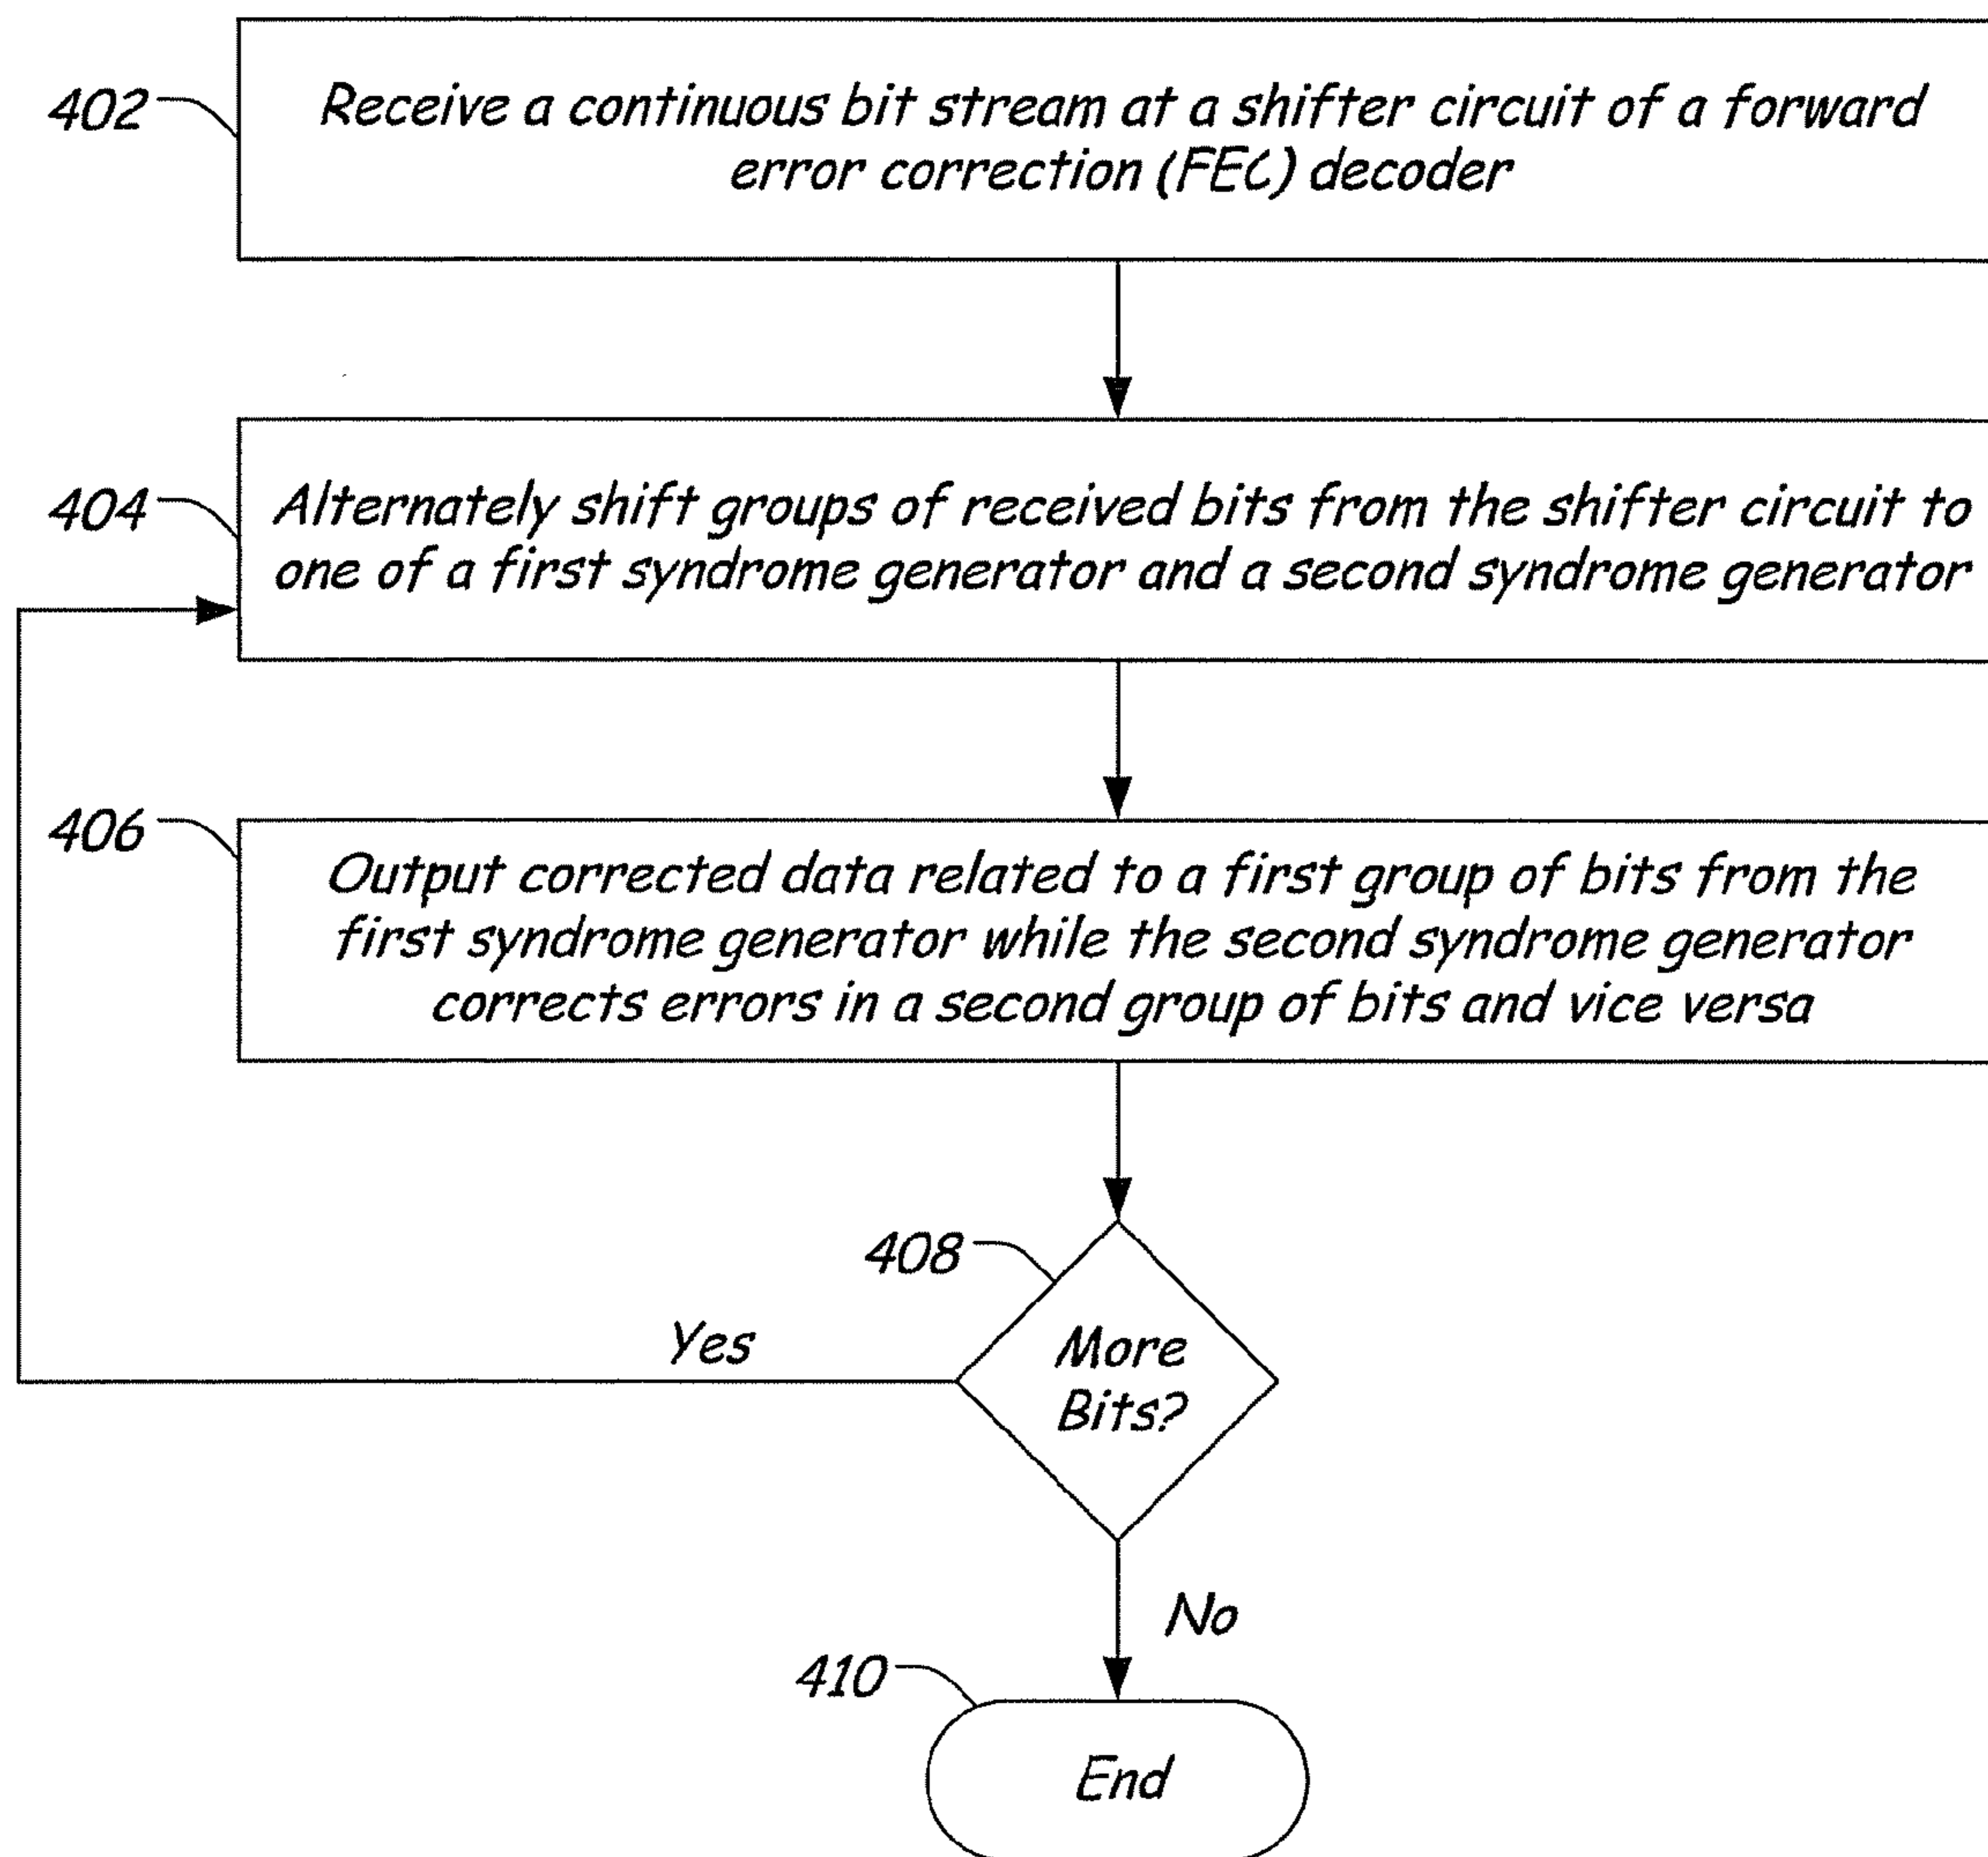 402
Receive a continuous bit stream at a shifter circuit of a forward
error correction (FEC) decoder
404
Alternately shift groups of received bits from the shifter circuit to
one of a first syndrome generator and a second syndrome generator
406
Output corrected data related to a first group of bits from the
first syndrome generator while the second syndrome generator
corrects errors in a second group of bits and vice versa
408
Yes
More
Bits?
No
410
End